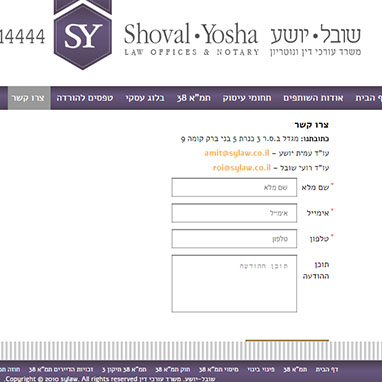 14444
SY
Shoval•Yosha
LAW OFFICES & NOTARY
שובל•יושע
משרד עורכי דין ונוטריון
ף הבית אודות השותפים תחומי עיסוק תמ"א 38 בלוג עסקי טפסים להורדה צרו קשר
צרו קשר
כתובתנו: מגדל ב.ס.ר 3 כנרת 5 בני ברק קומה 9
עו"ד עמית יושע – amit@sylaw.co.il
עו"ד רועי שובל – roi@sylaw.co.il
* שם מלא
שם מלא
* אימייל
אימייל
* טלפון
טלפון
תוכן
ההודעה
תוכן ההודעה
דף הבית תמ"א 38 פינוי בינוי מיסוי תמ"א 38 חוק תמ"א 38 תמ"א 38 תיקון 3 זכויות הדיירים תמ"א 38 חוזה תמ
שובל-יושע, משרד עורכי דין Copyright © 2010 sylaw. All rights reserved.